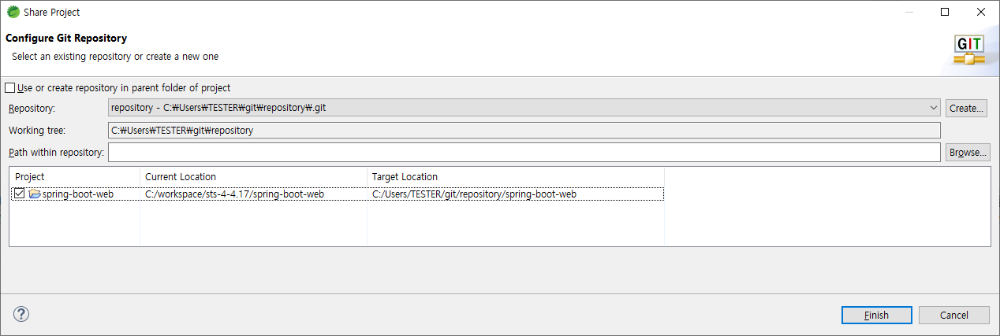 Share Project
Configure Git Repository
Select an existing repository or create a new one
GIT
Use or create repository in parent folder of project
Repository: repository - C:₩Users₩TESTER₩git₩repository₩.git Create...
Working tree: C:₩Users₩TESTER₩git₩repository
Path within repository: Browse...
Project Current Location Target Location
spring-boot-web C:/workspace/sts-4-4.17/spring-boot-web C:/Users/TESTER/git/repository/spring-boot-web
Finish Cancel